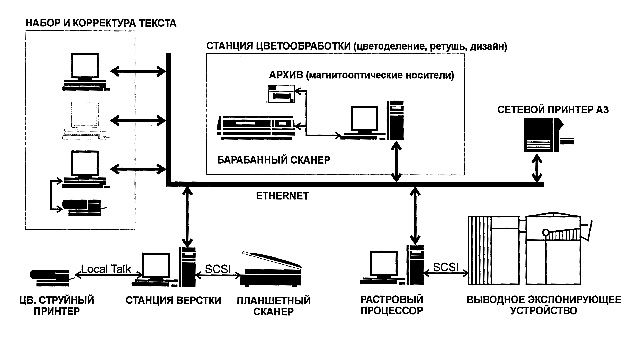 НАБОР И КОРРЕКТУРА ТЕКСТА
СТАНЦИЯ ЦВЕТООБРАБОТКИ (цветоделение, ретушь, дизайн)
АРХИВ (магнитооптические носители)
СЕТЕВОЙ ПРИНТЕР А3
БАРАБАННЫЙ СКАНЕР
ETHERNET
Local Talk
SCSI
SCSI
ЦВ. СТРУЙНЫЙ
ПРИНТЕР
СТАНЦИЯ ВЕРСТКИ
ПЛАНШЕТНЫЙ
СКАНЕР
РАСТРОВЫЙ
ПРОЦЕССОР
ВЫВОДНОЕ ЭКСПОНИРУЮЩЕЕ
УСТРОЙСТВО